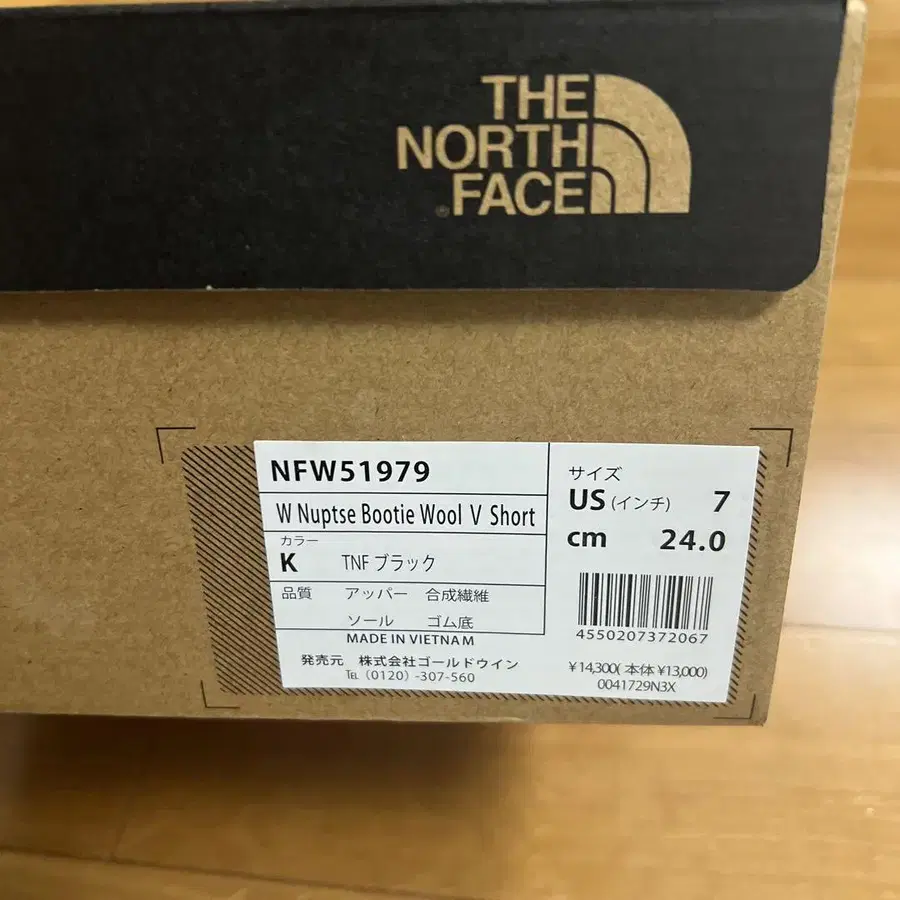 THE
NORTH
FACE
®
NFW51979
W Nuptse Bootie Wool V Short
カラー
K TNF ブラック
品質 アッパー 合成繊維
ソール ゴム底
MADE IN VIETNAM
発売元 株式会社ゴールドウイン
℡ (0120) -307-560
サイズ
US (インチ) 7
cm 24.0
4550207372067
¥14,300( 本体 ¥13,000)
0041729N3X